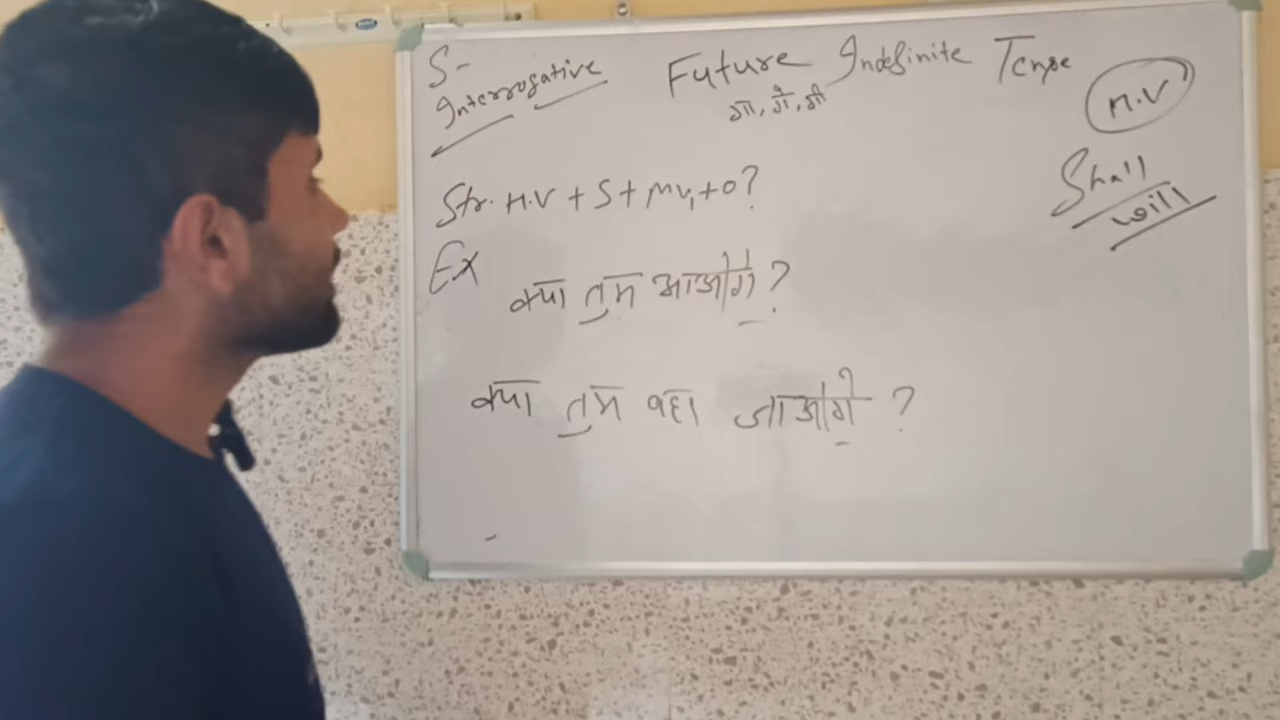 S-
Interrogative
Future Indefinite Tense
गा, गे, गी
H.V
Shall
will
Str. H.V + S + MV₁ + O ?
Ex
क्या तुम आओगे ?
क्या तुम वहा जाओगे ?